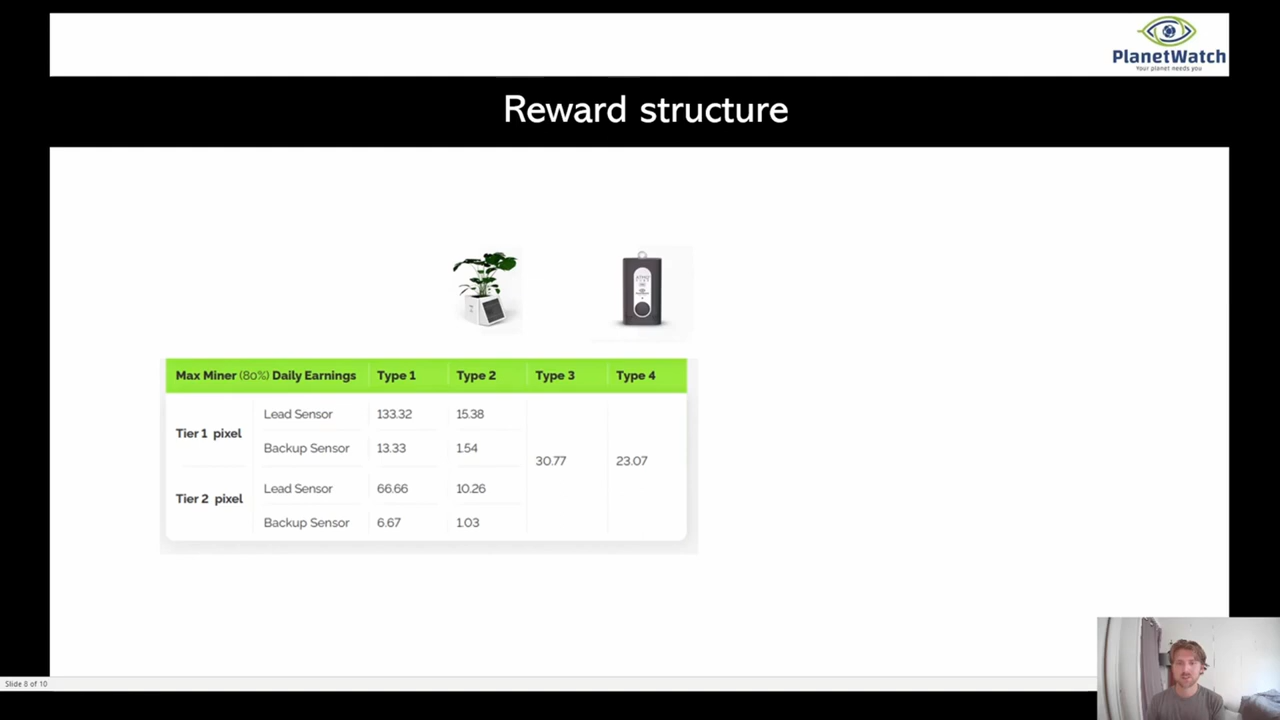 PlanetWatch
Your planet needs you
Reward structure
Max Miner (80%) Daily Earnings Type 1 Type 2 Type 3 Type 4
Tier 1 pixel
Lead Sensor 133.32 15.38
Backup Sensor 13.33 1.54
30.77 23.07
Tier 2 pixel
Lead Sensor 66.66 10.26
Backup Sensor 6.67 1.03
Slide 8 of 10